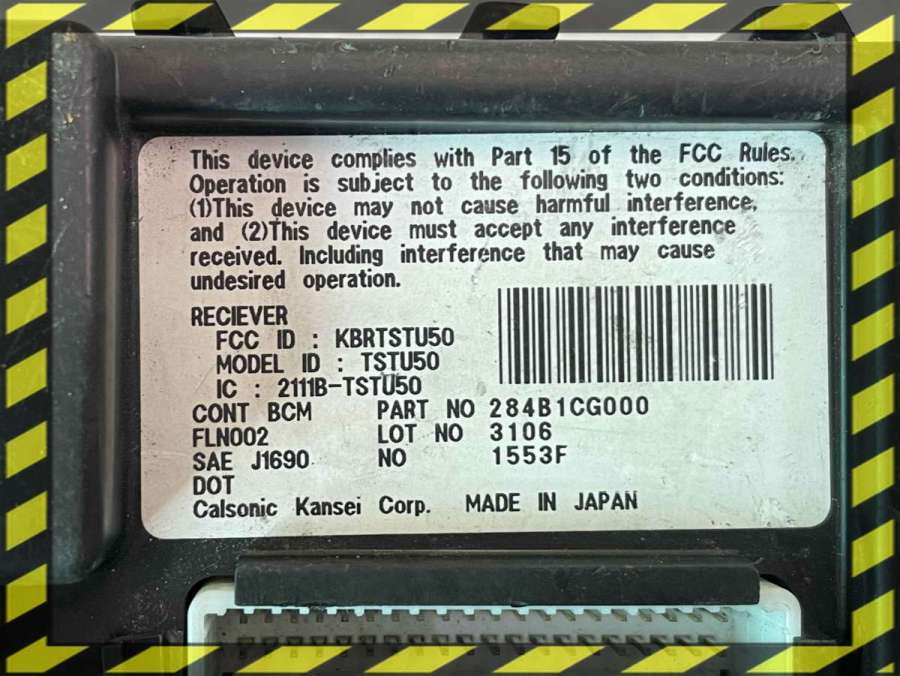 This device complies with Part 15 of the FCC Rules.
Operation is subject to the following two conditions:
(1)This device may not cause harmful interference,
and (2)This device must accept any interference
received. Including interference that may cause
undesired operation.
RECIEVER
FCC ID : KBRTSTU50
MODEL ID : TSTU50
IC : 2111B-TSTU50
CONT BCM PART NO 284B1CG000
FLN002 LOT NO 3106
SAE J1690 NO 1553F
DOT
Calsonic Kansei Corp. MADE IN JAPAN